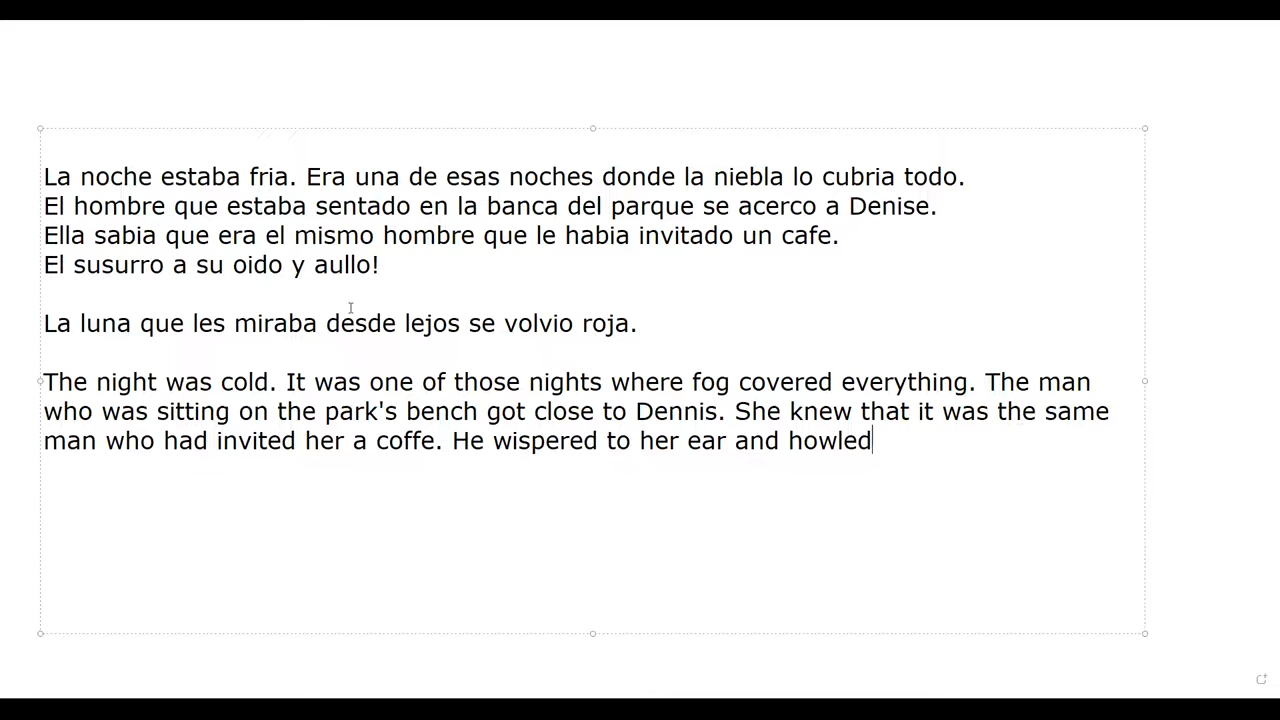 La noche estaba fria. Era una de esas noches donde la niebla lo cubria todo.
El hombre que estaba sentado en la banca del parque se acerco a Denise.
Ella sabia que era el mismo hombre que le habia invitado un cafe.
El susurro a su oido y aullo!
La luna que les miraba desde lejos se volvio roja.
The night was cold. It was one of those nights where fog covered everything. The man
who was sitting on the park's bench got close to Dennis. She knew that it was the same
man who had invited her a coffe. He wispered to her ear and howled